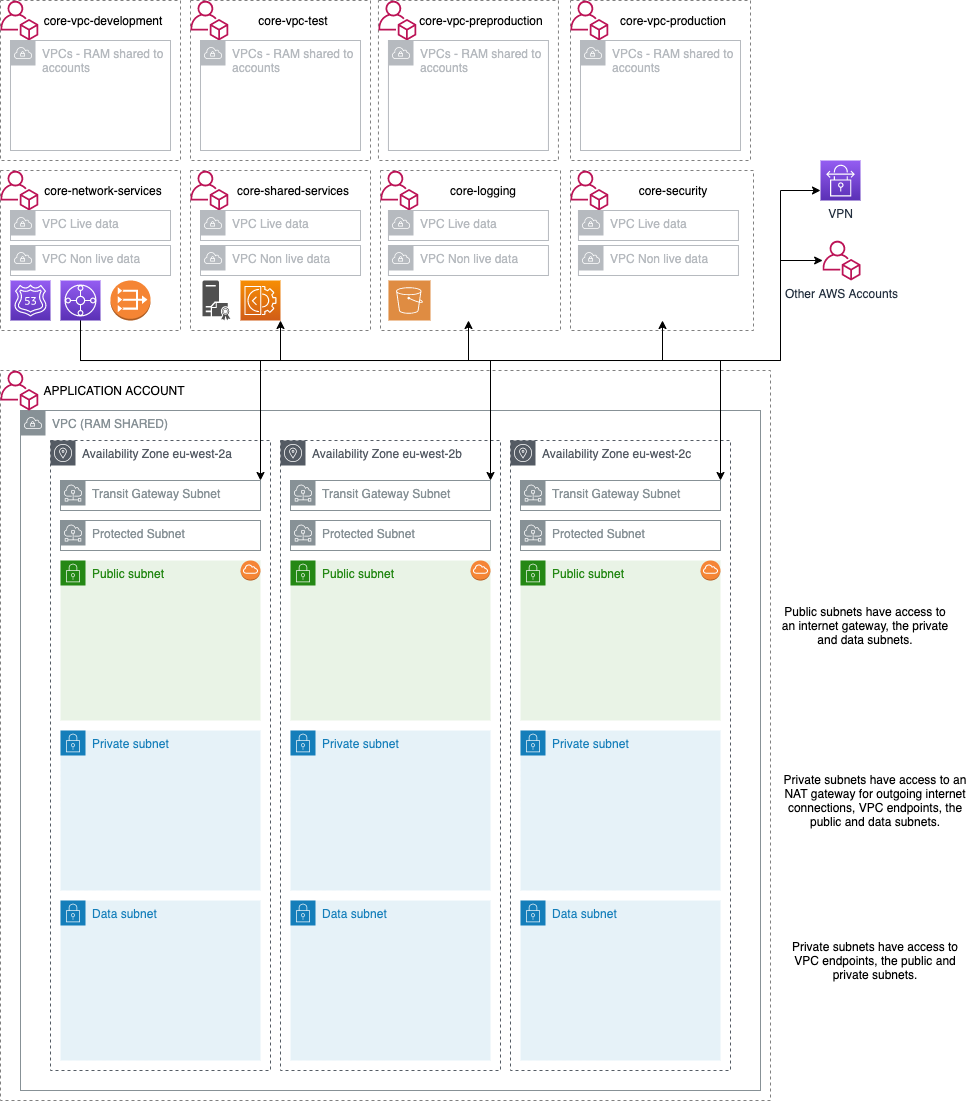 core-vpc-development
core-vpc-test
core-vpc-preproduction
core-vpc-production
VPCs - RAM shared to
accounts
VPCs - RAM shared to
accounts
VPCs - RAM shared to
accounts
VPCs - RAM shared to
accounts
core-network-services
core-shared-services
core-logging
core-security
VPC Live data
VPC Live data
VPC Live data
VPC Live data
VPC Non live data
VPC Non live data
VPC Non live data
VPC Non live data
53
VPN
Other AWS Accounts
APPLICATION ACCOUNT
VPC (RAM SHARED)
Availability Zone eu-west-2a
Availability Zone eu-west-2b
Availability Zone eu-west-2c
Transit Gateway Subnet
Transit Gateway Subnet
Transit Gateway Subnet
Protected Subnet
Protected Subnet
Protected Subnet
Public subnet
Public subnet
Public subnet
Public subnets have access to
an internet gateway, the private
and data subnets.
Private subnet
Private subnet
Private subnet
Private subnets have access to an
NAT gateway for outgoing internet
connections, VPC endpoints, the
public and data subnets.
Data subnet
Data subnet
Data subnet
Private subnets have access to
VPC endpoints, the public and
private subnets.